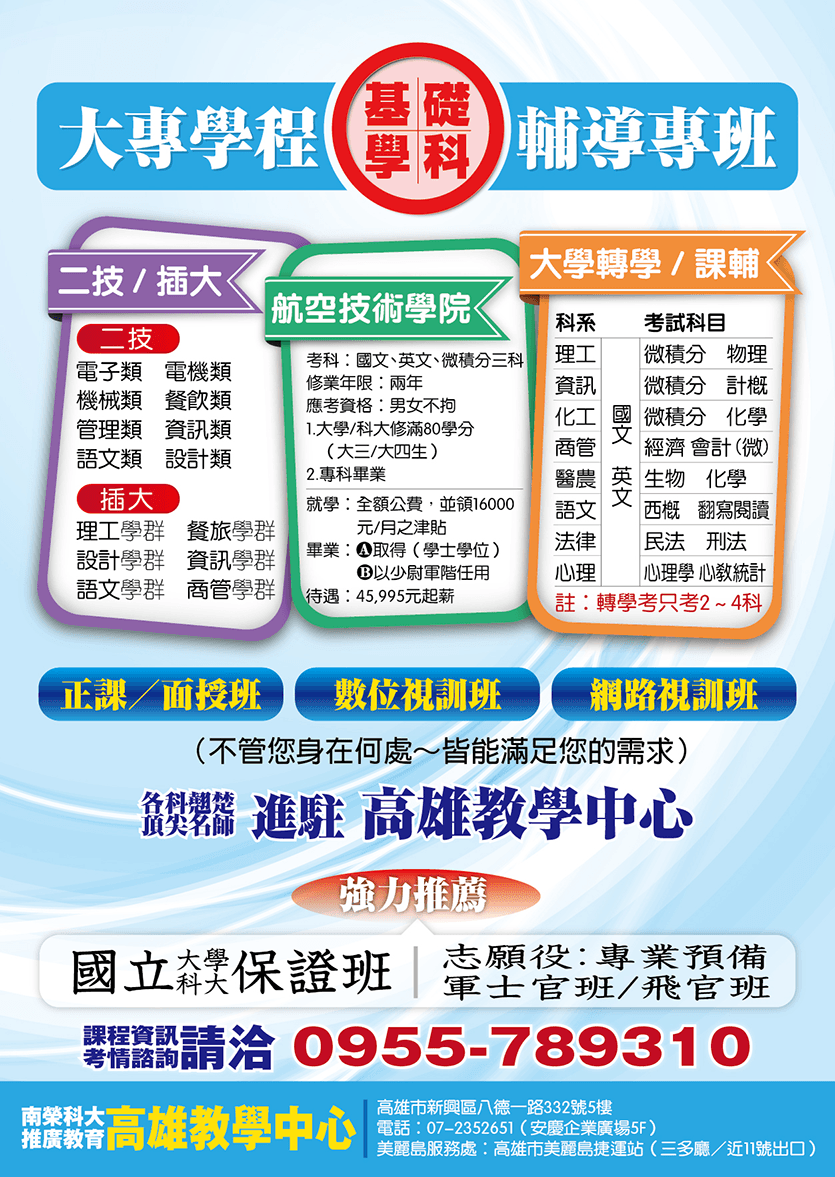 大專學程 基礎學科 輔導專班
二技 / 插大
二技
電子類 電機類
機械類 餐飲類
管理類 資訊類
語文類 設計類
插大
理工學群 餐旅學群
設計學群 資訊學群
語文學群 商管學群
航空技術學院
考科：國文、英文、微積分三科
修業年限：兩年
應考資格：男女不拘
1.大學/科大修滿80學分
（大三/大四生）
2.專科畢業
就學：全額公費，並領16000
元/月之津貼
畢業：Ⓐ取得（學士學位）
Ⓑ以少尉軍階任用
待遇：45,995元起薪
大學轉學 / 課輔
科系 考試科目
國文 英文
理工 微積分 物理
資訊 微積分 計概
化工 微積分 化學
商管 經濟 會計(微)
醫農 生物 化學
語文 西概 翻寫閱讀
法律 民法 刑法
心理 心理學 心教統計
註：轉學考只考2~4科
正課／面授班 數位視訓班 網路視訓班
（不管您身在何處～皆能滿足您的需求）
各科翹楚
頂尖名師 進駐 高雄教學中心
強力推薦
國立大學科大保證班
志願役：專業預備
軍士官班/飛官班
課程資訊
考情諮詢 請洽 0955-789310
南榮科大
推廣教育 高雄教學中心
高雄市新興區八德一路332號5樓
電話：07-2352651（安慶企業廣場5F）
美麗島服務處：高雄市美麗島捷運站（三多廳／近11號出口）